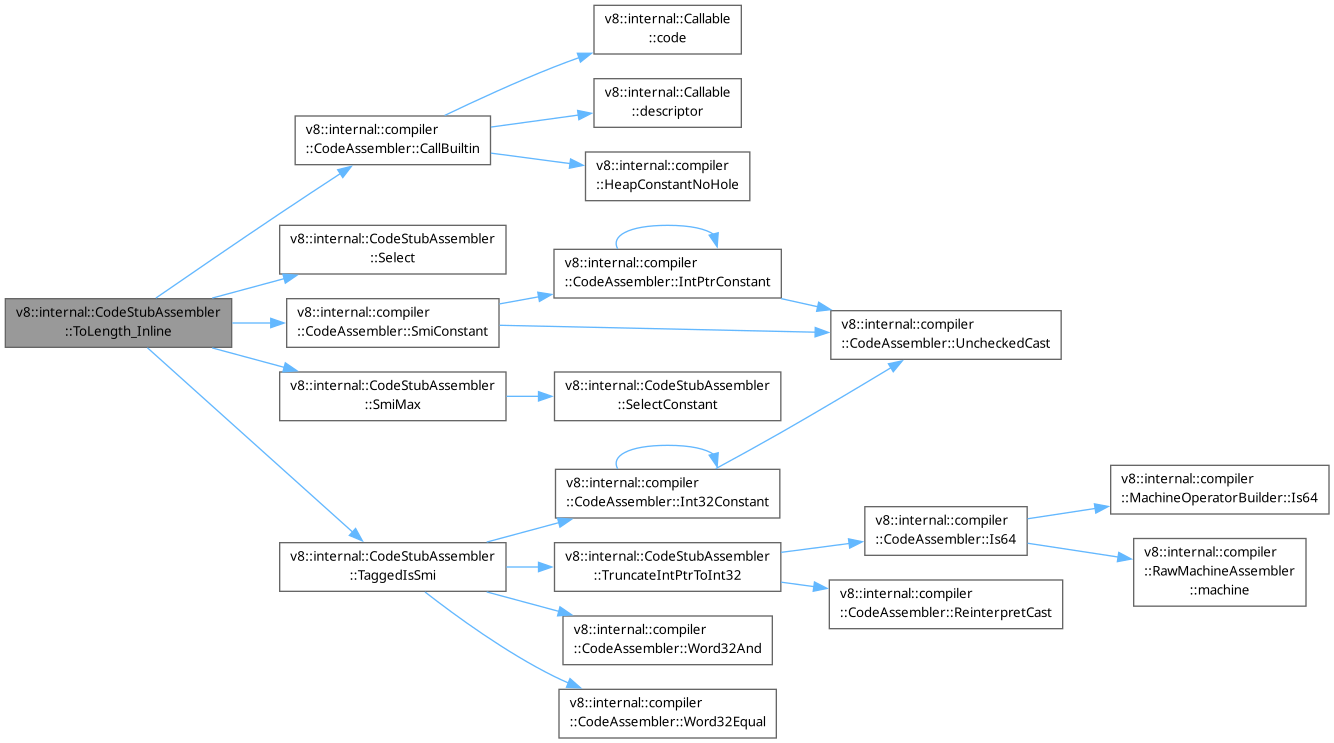 v8::internal::Callable
::code
v8::internal::Callable
::descriptor
v8::internal::compiler
::CodeAssembler::CallBuiltin
v8::internal::compiler
::HeapConstantNoHole
v8::internal::CodeStubAssembler
::Select
v8::internal::compiler
::CodeAssembler::IntPtrConstant
v8::internal::CodeStubAssembler
::ToLength_Inline
v8::internal::compiler
::CodeAssembler::SmiConstant
v8::internal::compiler
::CodeAssembler::UncheckedCast
v8::internal::CodeStubAssembler
::SmiMax
v8::internal::CodeStubAssembler
::SelectConstant
v8::internal::compiler
::CodeAssembler::Int32Constant
v8::internal::compiler
::MachineOperatorBuilder::Is64
v8::internal::compiler
::CodeAssembler::Is64
v8::internal::CodeStubAssembler
::TaggedIsSmi
v8::internal::CodeStubAssembler
::TruncateIntPtrToInt32
v8::internal::compiler
::RawMachineAssembler
::machine
v8::internal::compiler
::CodeAssembler::ReinterpretCast
v8::internal::compiler
::CodeAssembler::Word32And
v8::internal::compiler
::CodeAssembler::Word32Equal